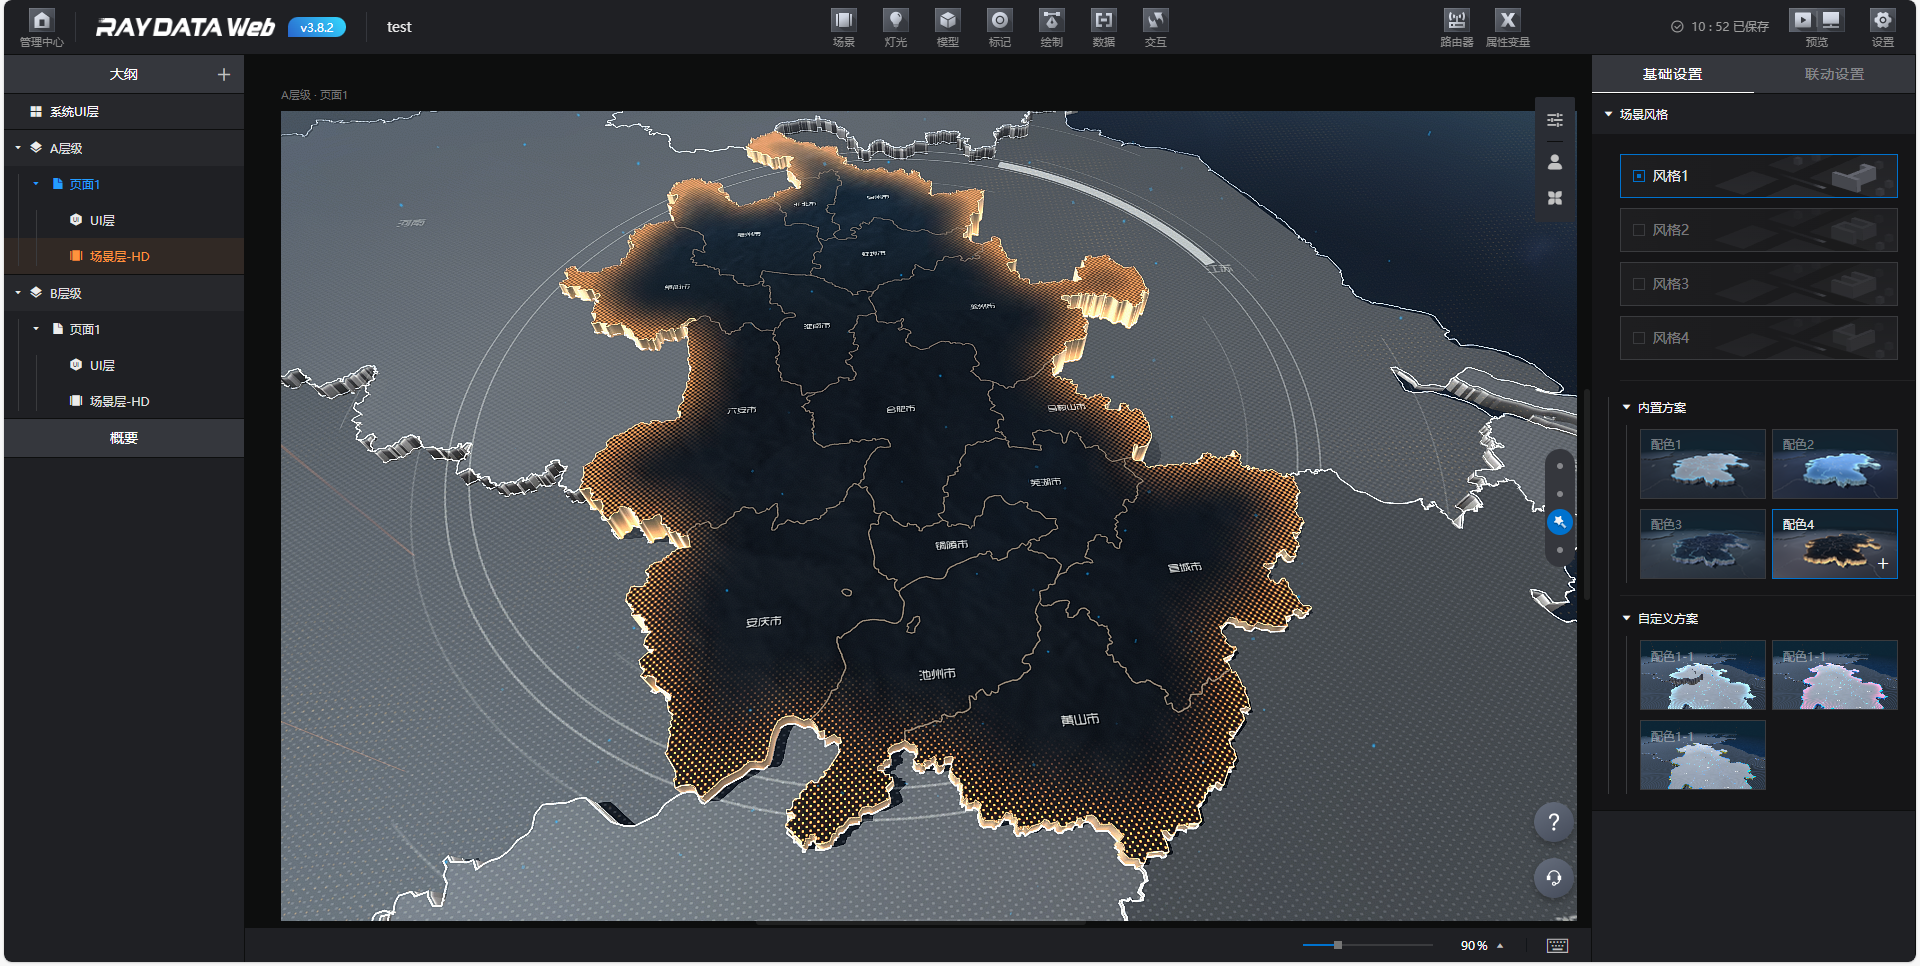 管理中心
RAYDATA Web
v3.8.2
test
场景
灯光
模型
标记
绘制
数据
交互
路由器
属性变量
10 : 52 已保存
预览
设置
大纲
系统UI层
A层级
页面1
UI层
场景层-HD
B层级
页面1
UI层
场景层-HD
概要
A层级 · 页面1
河南
江苏
六安市
合肥市
马鞍山市
芜湖市
铜陵市
宣城市
安庆市
池州市
黄山市
90%
基础设置
联动设置
场景风格
风格1
风格2
风格3
风格4
内置方案
配色1
配色2
配色3
配色4
自定义方案
配色1-1
配色1-1
配色1-1